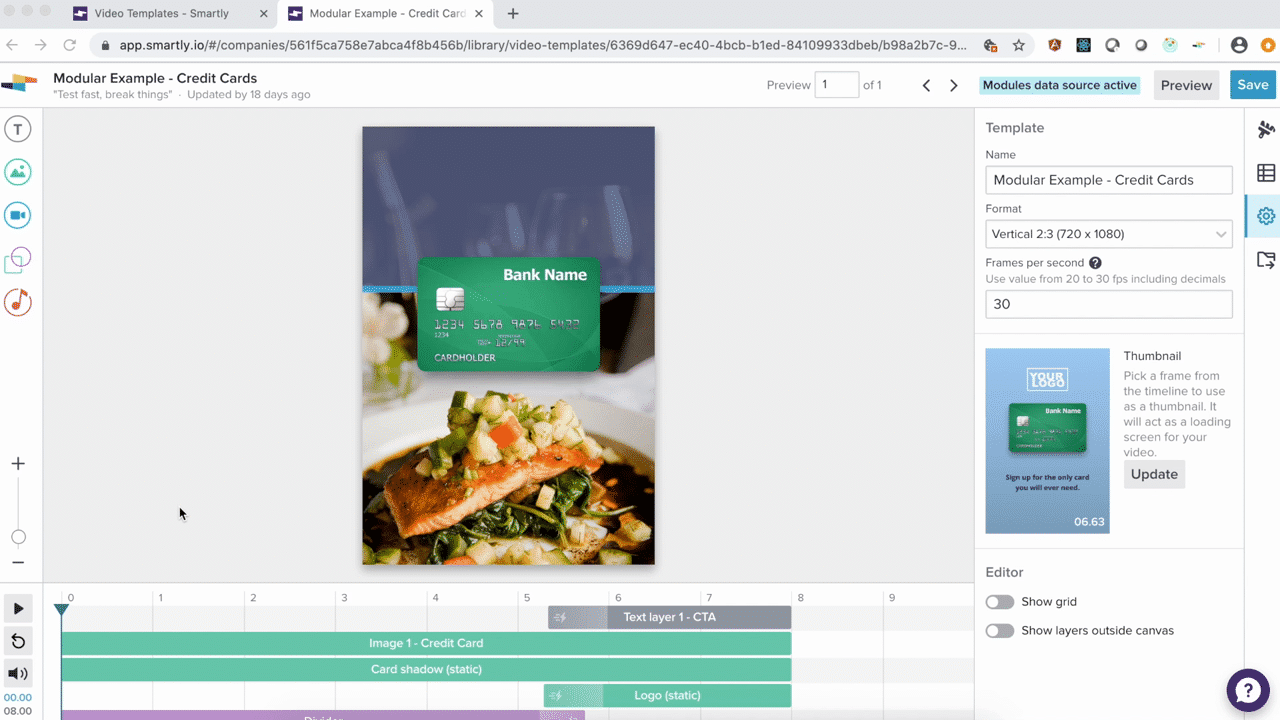 Video Templates - Smartly
Modular Example - Credit Card
app.smartly.io/#/companies/561f5ca758e7abca4f8b456b/library/video-templates/6369d647-ec40-4bcb-b1ed-84109933dbeb/b98a2b7c-9...
Modular Example - Credit Cards
"Test fast, break things" · Updated by 18 days ago
Preview 1 of 1
Modules data source active
Preview
Save
T
Bank Name
1234 5678 9876 5432
1234
12/99
CARDHOLDER
Template
Name
Modular Example - Credit Cards
Format
Vertical 2:3 (720 x 1080)
Frames per second ?
Use value from 20 to 30 fps including decimals
30
YOUR
LOGO
Bank Name
Sign up for the only card
you will ever need.
06.63
Thumbnail
Pick a frame from
the timeline to use
as a thumbnail. It
will act as a loading
screen for your
video.
Update
Editor
Show grid
Show layers outside canvas
0 1 2 3 4 5 6 7 8 9
Text layer 1 - CTA
Image 1 - Credit Card
Card shadow (static)
Logo (static)
Divider
00.00
08.00
?